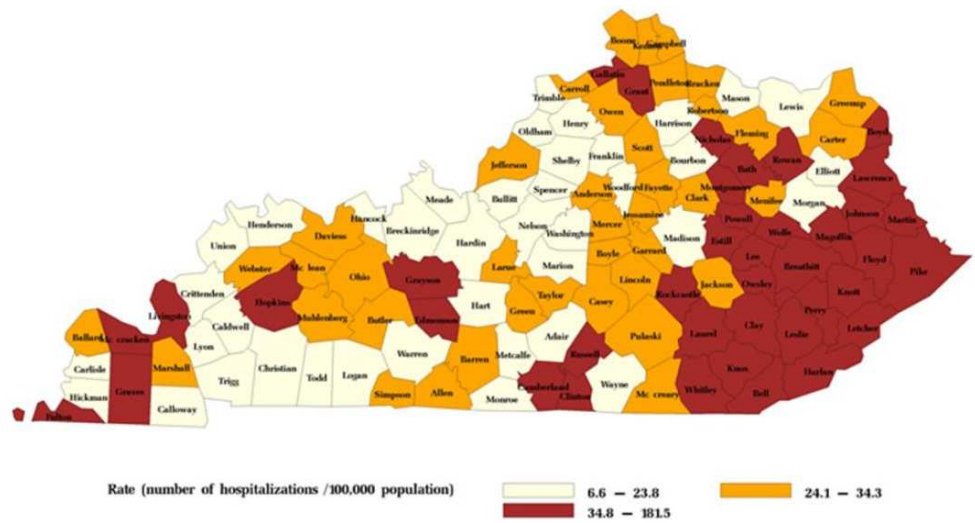 Boone
Kenton
Campbell
Gallatin
Grant
Pendleton
Bracken
Carroll
Trimble
Owen
Robertson
Mason
Lewis
Greenup
Henry
Harrison
Oldham
Fleming
Carter
Boyd
Nicholas
Scott
Shelby
Franklin
Bourbon
Bath
Rowan
Jefferson
Elliott
Lawrence
Woodford
Fayette
Montgomery
Spencer
Anderson
Clark
Menifee
Morgan
Bullitt
Meade
Hancock
Henderson
Jessamine
Mercer
Powell
Johnson
Martin
Nelson
Washington
Breckinridge
Daviess
Union
Hardin
Madison
Estill
Wolfe
Magoffin
Boyle
Garrard
Lee
Floyd
Pike
Marion
Larue
Webster
Mc lean
Ohio
Grayson
Breathitt
Lincoln
Jackson
Owsley
Knott
Rockcastle
Crittenden
Hopkins
Taylor
Casey
Hart
Green
Perry
Livingston
Muhlenberg
Butler
Edmonson
Caldwell
Laurel
Clay
Leslie
Letcher
Adair
Pulaski
Ballard
Mc cracken
Lyon
Warren
Metcalfe
Russell
Barren
Carlisle
Marshall
Christian
Knox
Harlan
Trigg
Todd
Logan
Cumberland
Wayne
Graves
Simpson
Allen
Monroe
Clinton
Mc creary
Whitley
Bell
Hickman
Calloway
Fulton
Rate (number of hospitalizations /100,000 population)
6.6 – 23.8
24.1 – 34.3
34.8 – 181.5